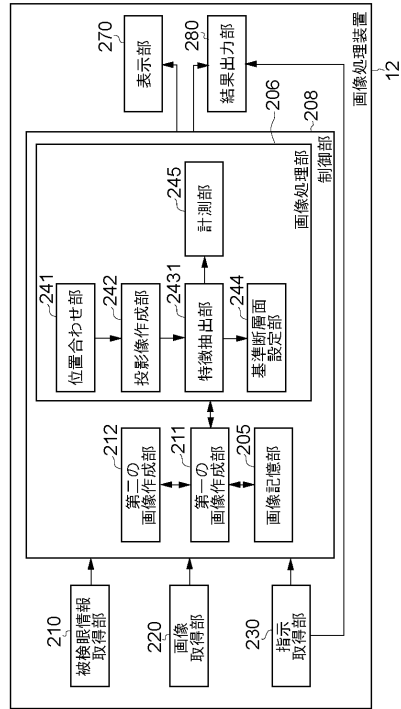 210
被検眼情報
取得部
220
画像
取得部
230
指示
取得部
212
第二の
画像作成部
211
第一の
画像作成部
205
画像記憶部
241
位置合わせ部
242
投影像作成部
2431
特徴抽出部
244
基準断層面
設定部
245
計測部
画像処理部
206
制御部
208
270
表示部
280
結果出力部
画像処理装置
12